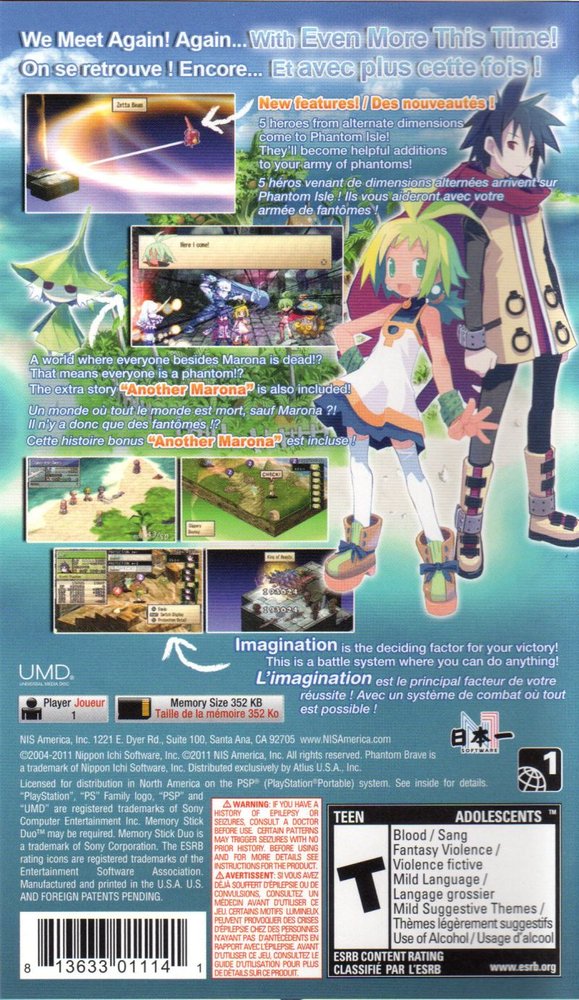 We Meet Again! Again... With Even More This Time!
On se retrouve ! Encore... Et avec plus cette fois !
Zetta Beam
New features! / Des nouveautés !
5 heroes from alternate dimensions
come to Phantom Isle!
They'll become helpful additions
to your army of phantoms!
5 héros venant de dimensions alternées arrivent sur
Phantom Isle ! Ils vous aideront avec votre
armée de fantômes !
Here I come!
A world where everyone besides Marona is dead!?
That means everyone is a phantom!?
The extra story "Another Marona" is also included!
Un monde où tout le monde est mort, sauf Marona ?!
Il n'y a donc que des fantômes !?
Cette histoire bonus "Another Marona" est incluse !
CHECK!
King of Beasts
193024
193024
Imagination is the deciding factor for your victory!
This is a battle system where you can do anything!
L'imagination est le principal facteur de votre
réussite ! Avec un système de combat où tout
est possible !
UMD®
UNIVERSAL MEDIA DISC
Player Joueur
1
Memory Size 352 KB
Taille de la mémoire 352 Ko
日本一
SOFTWARE
1
NIS America, Inc. 1221 E. Dyer Rd., Suite 100, Santa Ana, CA 92705 www.NISAmerica.com
©2004-2011 Nippon Ichi Software, Inc. ©2011 NIS America, Inc. All rights reserved. Phantom Brave is
a trademark of Nippon Ichi Software, Inc. Distributed exclusively by Atlus U.S.A., Inc.
Licensed for distribution in North America on the PSP® (PlayStation®Portable) system. See inside for details.
"PlayStation", "PS" Family logo, "PSP" and
"UMD" are registered trademarks of Sony
Computer Entertainment Inc. Memory Stick
Duo™ may be required. Memory Stick Duo is
a trademark of Sony Corporation. The ESRB
rating icons are registered trademarks of the
Entertainment Software Association.
Manufactured and printed in the U.S.A. U.S.
AND FOREIGN PATENTS PENDING.
WARNING: IF YOU HAVE A
HISTORY OF EPILEPSY OR
SEIZURES, CONSULT A DOCTOR
BEFORE USE. CERTAIN PATTERNS
MAY TRIGGER SEIZURES WITH NO
PRIOR HISTORY. BEFORE USING
AND FOR MORE DETAILS SEE
INSTRUCTIONS FOR THE PRODUCT.
AVERTISSEMENT: SI VOUS AVEZ
DÉJÀ SOUFFERT D'ÉPILEPSIE OU DE
CONVULSIONS, CONSULTEZ UN
MÉDECIN AVANT D'UTILISER CE
JEU. CERTAINS MOTIFS LUMINEUX
PEUVENT PROVOQUER DES CRISES
D'ÉPILEPSIE CHEZ DES PERSONNES
N'AYANT PAS D'ANTÉCÉDENTS EN
RAPPORT AVEC L'ÉPILEPSIE. AVANT
D'UTILISER CE JEU, CONSULTEZ LE
GUIDE D'UTILISATION POUR PLUS
DE DÉTAILS SUR CE PRODUIT.
TEEN ADOLESCENTS ™
T
Blood / Sang
Fantasy Violence /
Violence fictive
Mild Language /
Langage grossier
Mild Suggestive Themes /
Thèmes légèrement suggestifs
Use of Alcohol / Usage d'alcool
ESRB CONTENT RATING
CLASSIFIÉ PAR L'ESRB
www.esrb.org
8 13633 01114 1